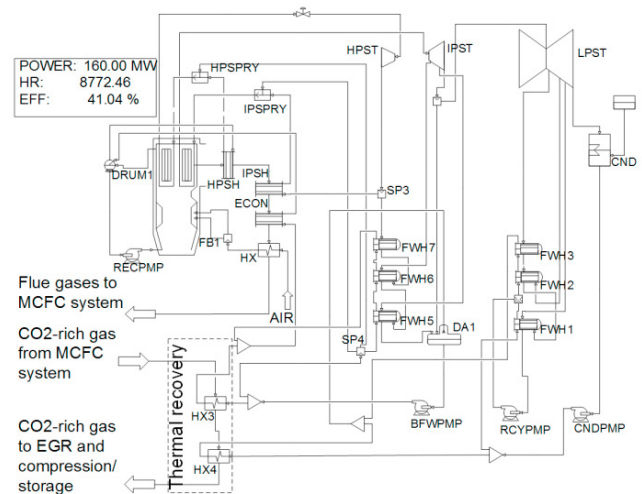 POWER: 160.00 MW
HR: 8772.46
EFF: 41.04 %
HPSPRY
HPST
IPST
LPST
IPSPRY
CND
DRUM1
HPSH
IPSH
ECON
SP3
FB1
HX
FWH7
FWH3
RECPMP
FWH6
FWH2
Flue gases to
MCFC system
AIR
SP4
FWH5
DA1
FWH1
CO2-rich gas
from MCFC
system
Thermal recovery
HX3
BFWPMP
RCYPMP
CNDPMP
CO2-rich gas
to EGR and
compression/
storage
HX4